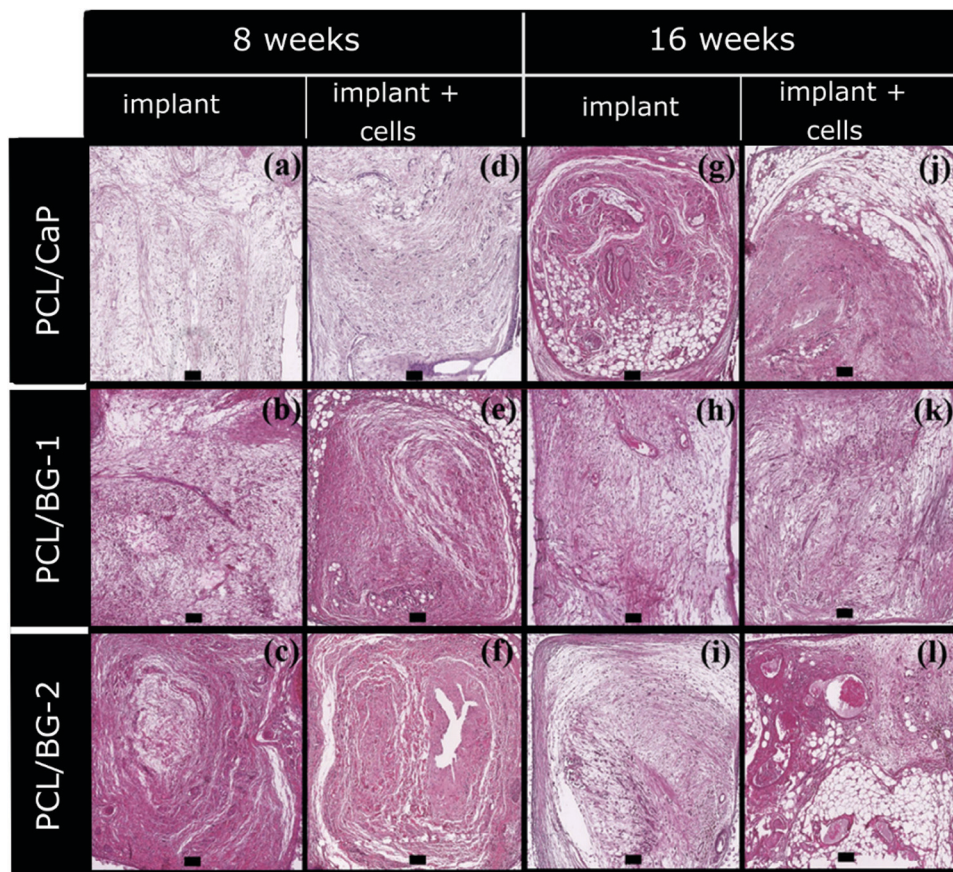 8 weeks
16 weeks
implant
implant +
cells
implant
implant +
cells
PCL/CaP
(a)
(d)
(g)
(j)
PCL/BG-1
(b)
(e)
(h)
(k)
PCL/BG-2
(c)
(f)
(i)
(l)